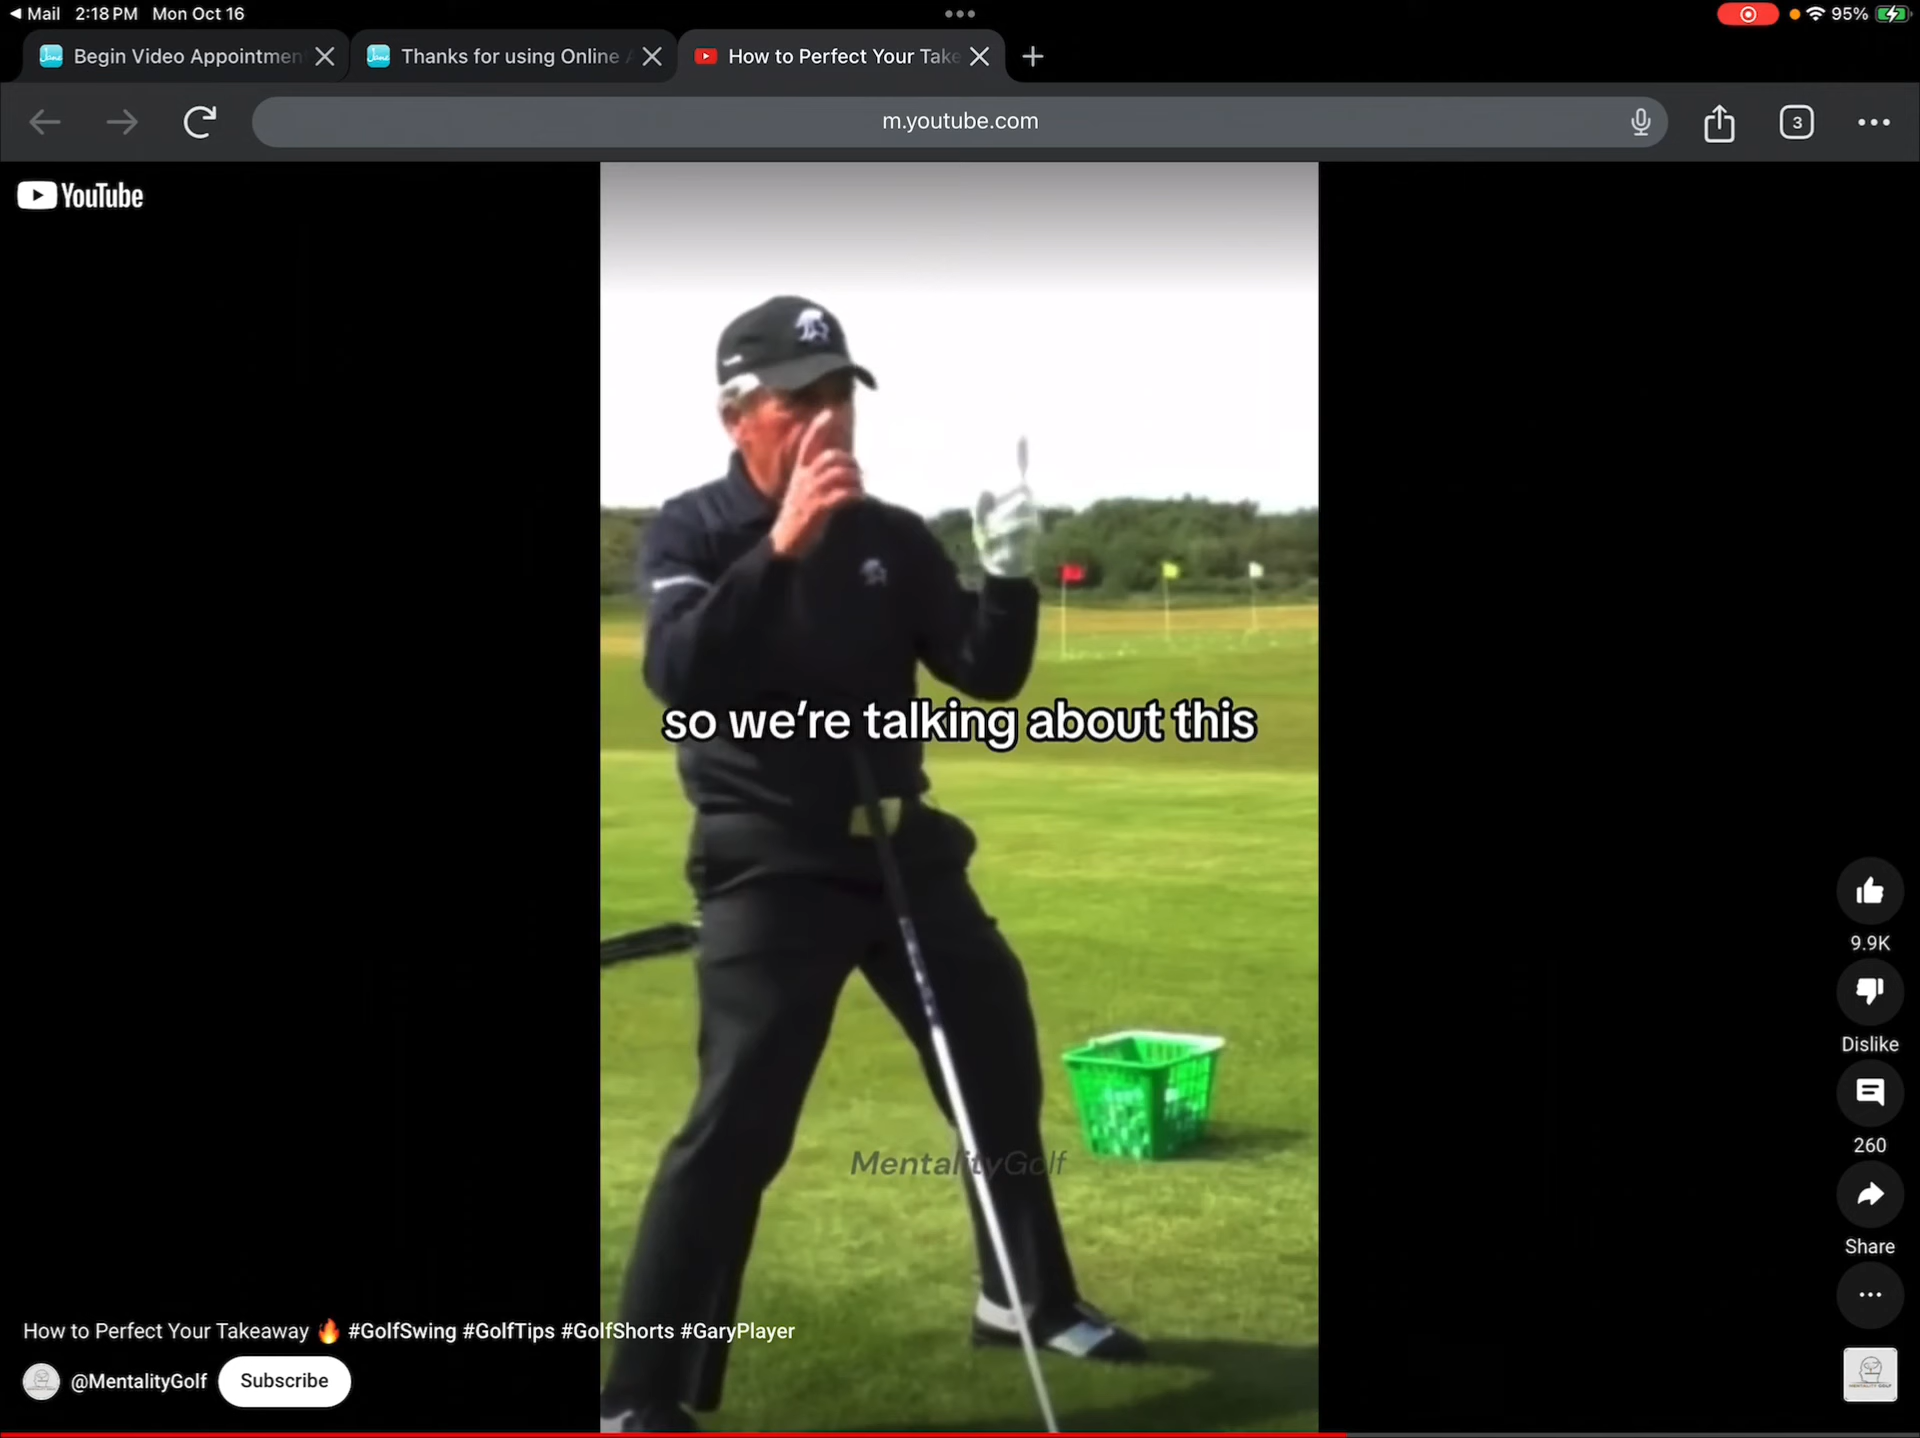 Mail 2:18 PM Mon Oct 16
95%
Begin Video Appointmen
Thanks for using Online
How to Perfect Your Take
m.youtube.com
3
YouTube
so we're talking about this
MentalityGolf
9.9K
Dislike
260
Share
How to Perfect Your Takeaway 🔥 #GolfSwing #GolfTips #GolfShorts #GaryPlayer
@MentalityGolf Subscribe